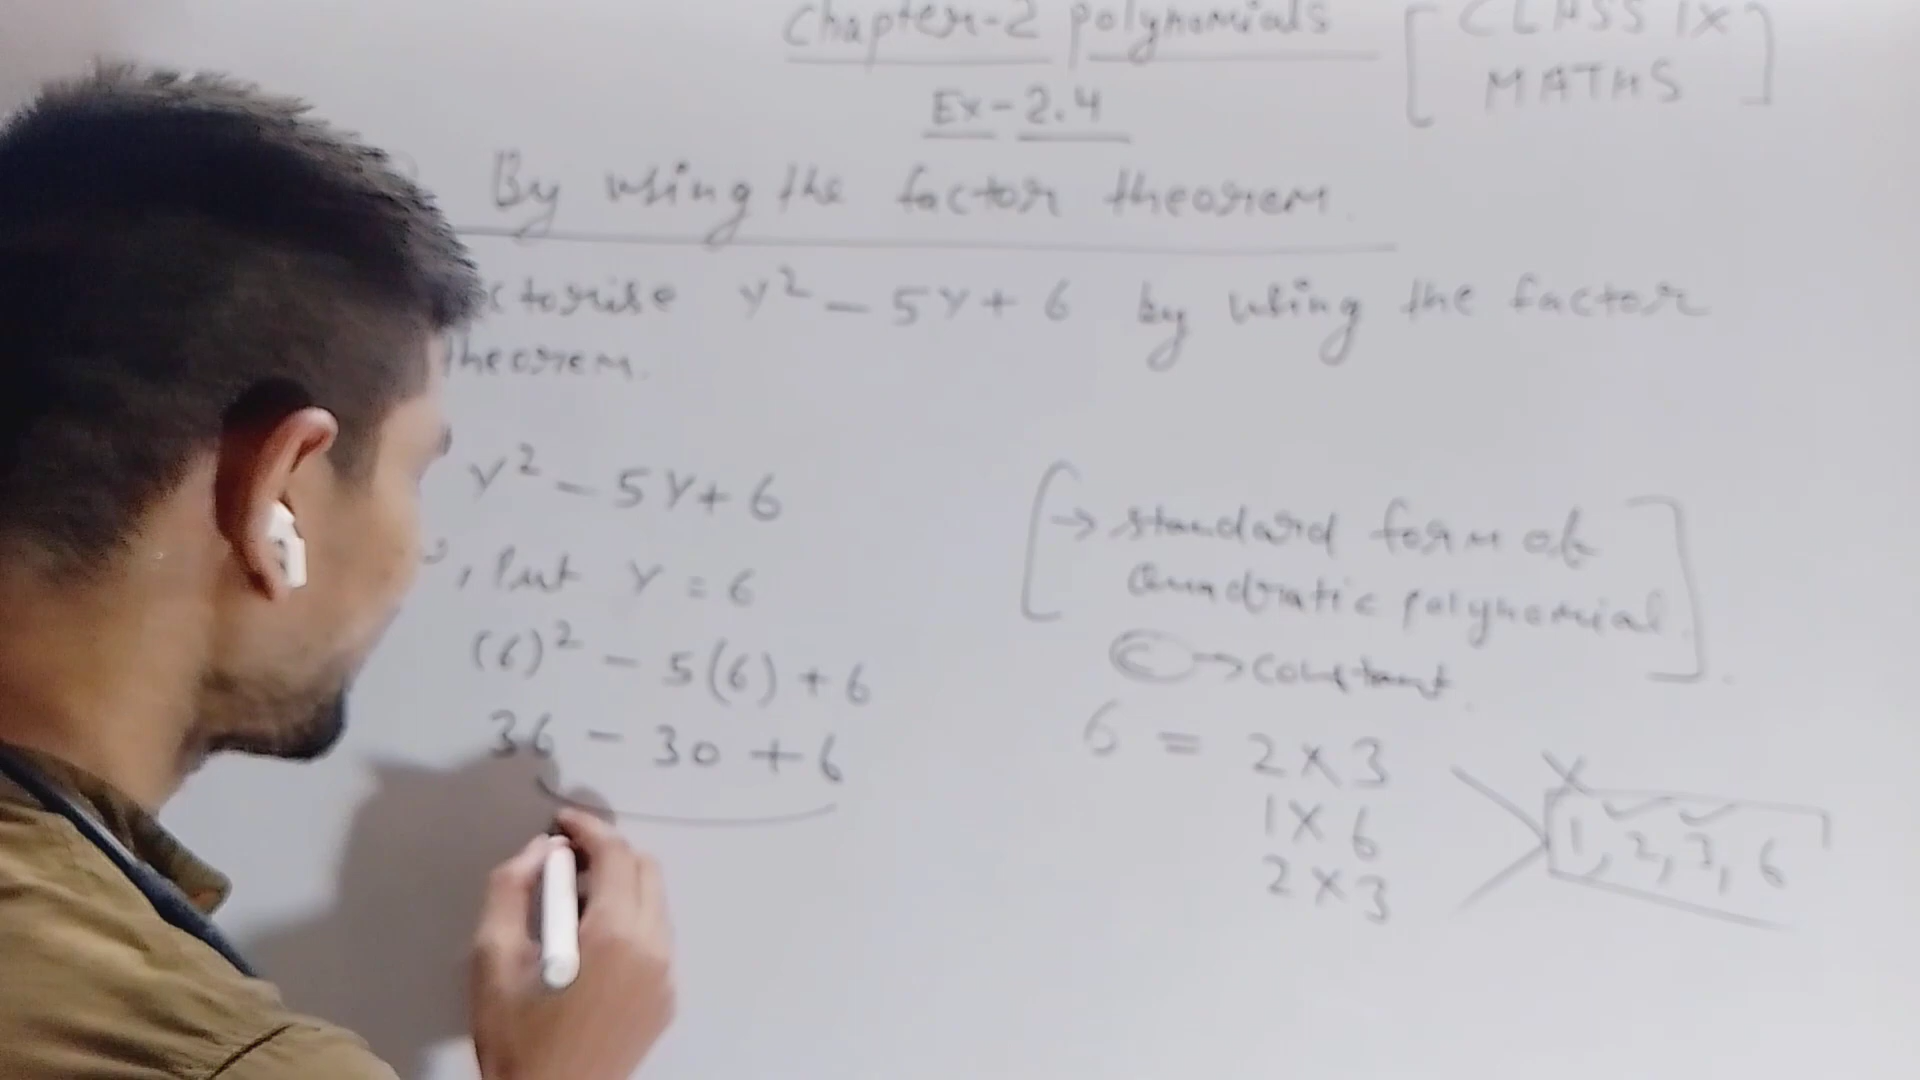 Chapter-2 polynomials
[ CLASS IX
MATHS ]
Ex-2.4
By using the factor theorem
ctorise y² - 5y + 6 by using the factor
theorem.
y² - 5y + 6
, Put y = 6
(6)² - 5(6) + 6
36 - 30 + 6
[→ standard form of
Quadratic polynomial.]
C → constant.
6 = 2 × 3
1 × 6
2 × 3
1, 2, 3, 6